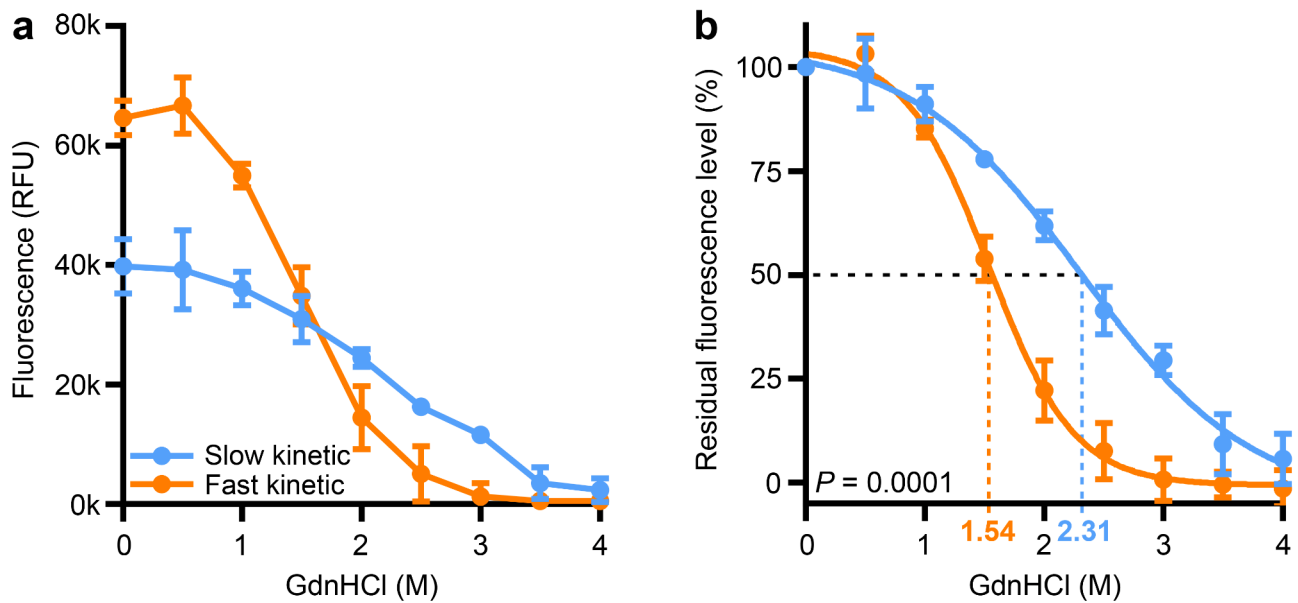 a
80k
60k
40k
20k
0k
Fluorescence (RFU)
Slow kinetic
Fast kinetic
0 1 2 3 4
GdnHCl (M)
b
100
75
50
25
0
Residual fluorescence level (%)
P = 0.0001
1.54 2.31
0 1 2 3 4
GdnHCl (M)